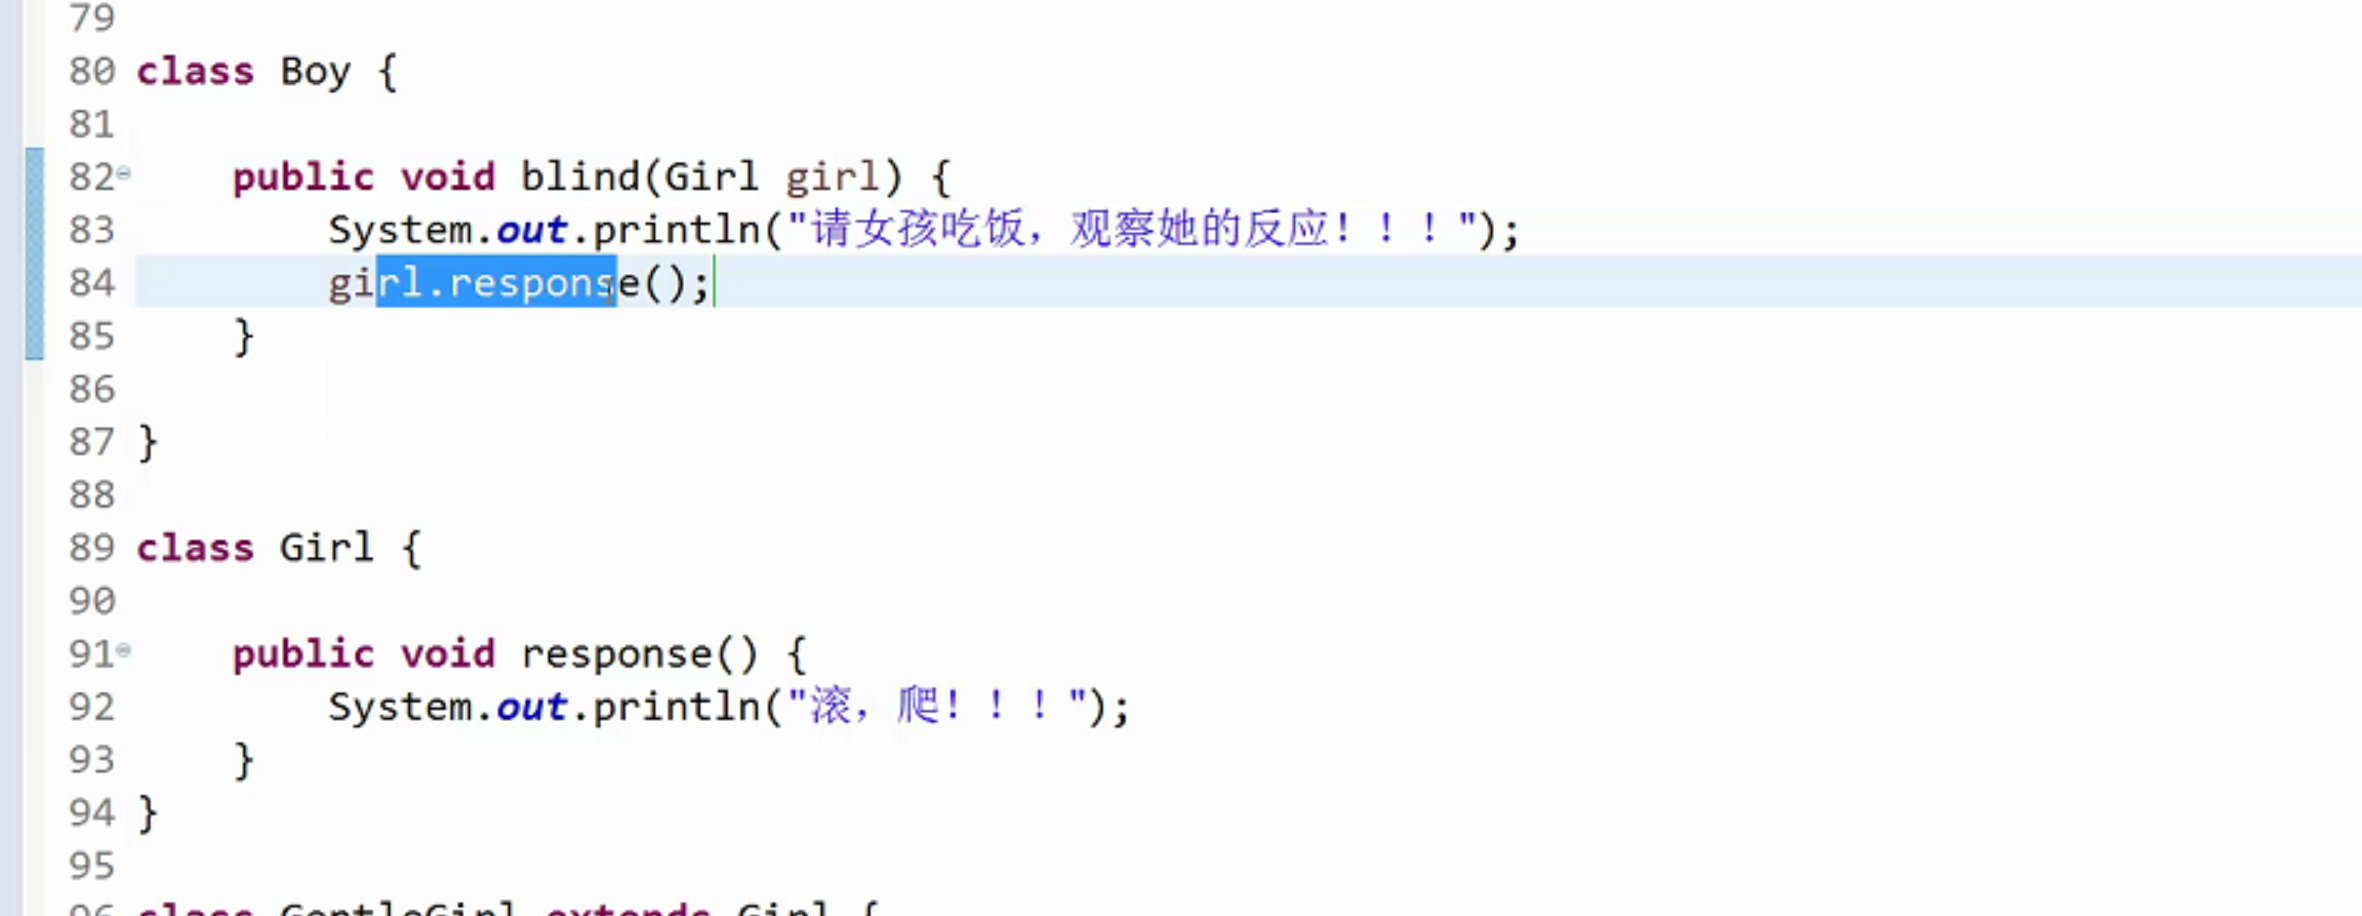 79
80 class Boy {
81
82 public void blind(Girl girl) {
83 System.out.println("请女孩吃饭，观察她的反应！！！");
84 girl.response();
85 }
86
87 }
88
89 class Girl {
90
91 public void response() {
92 System.out.println("滚，爬！！！");
93 }
94 }
95
96 class GentleGirl extends Girl {